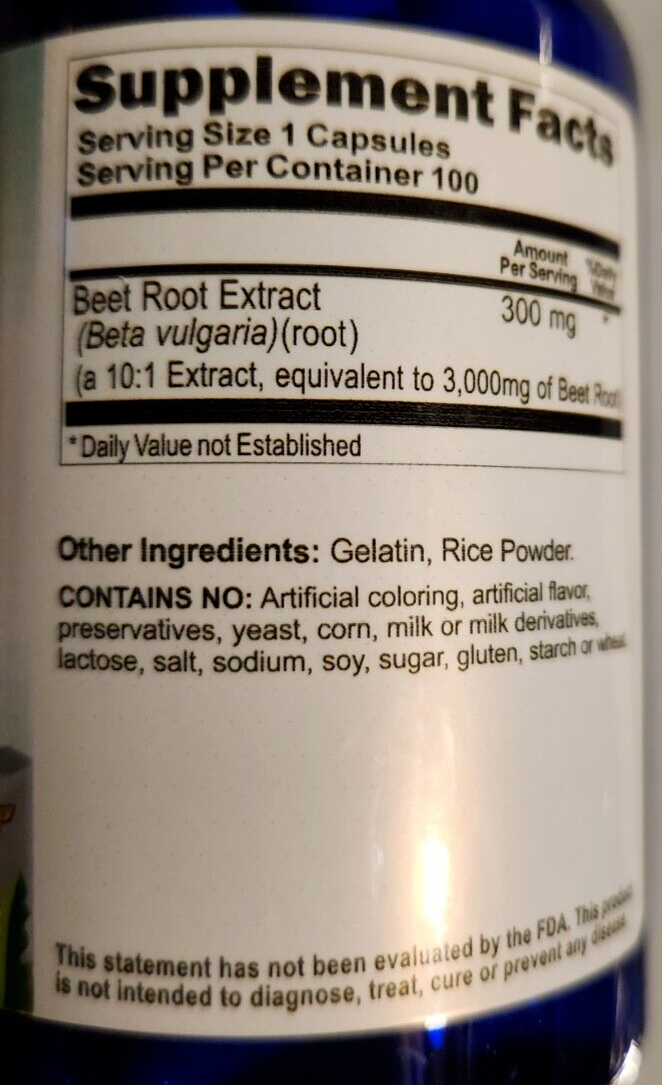 Supplement Facts
Serving Size 1 Capsules
Serving Per Container 100
Amount
Per Serving
%Daily
Value
Beet Root Extract
300 mg
*
(Beta vulgaria)(root)
(a 10:1 Extract, equivalent to 3,000mg of Beet Root)
* Daily Value not Established
Other Ingredients: Gelatin, Rice Powder.
CONTAINS NO: Artificial coloring, artificial flavor,
preservatives, yeast, corn, milk or milk derivatives,
lactose, salt, sodium, soy, sugar, gluten, starch or wheat.
This statement has not been evaluated by the FDA. This product
is not intended to diagnose, treat, cure or prevent any disease.